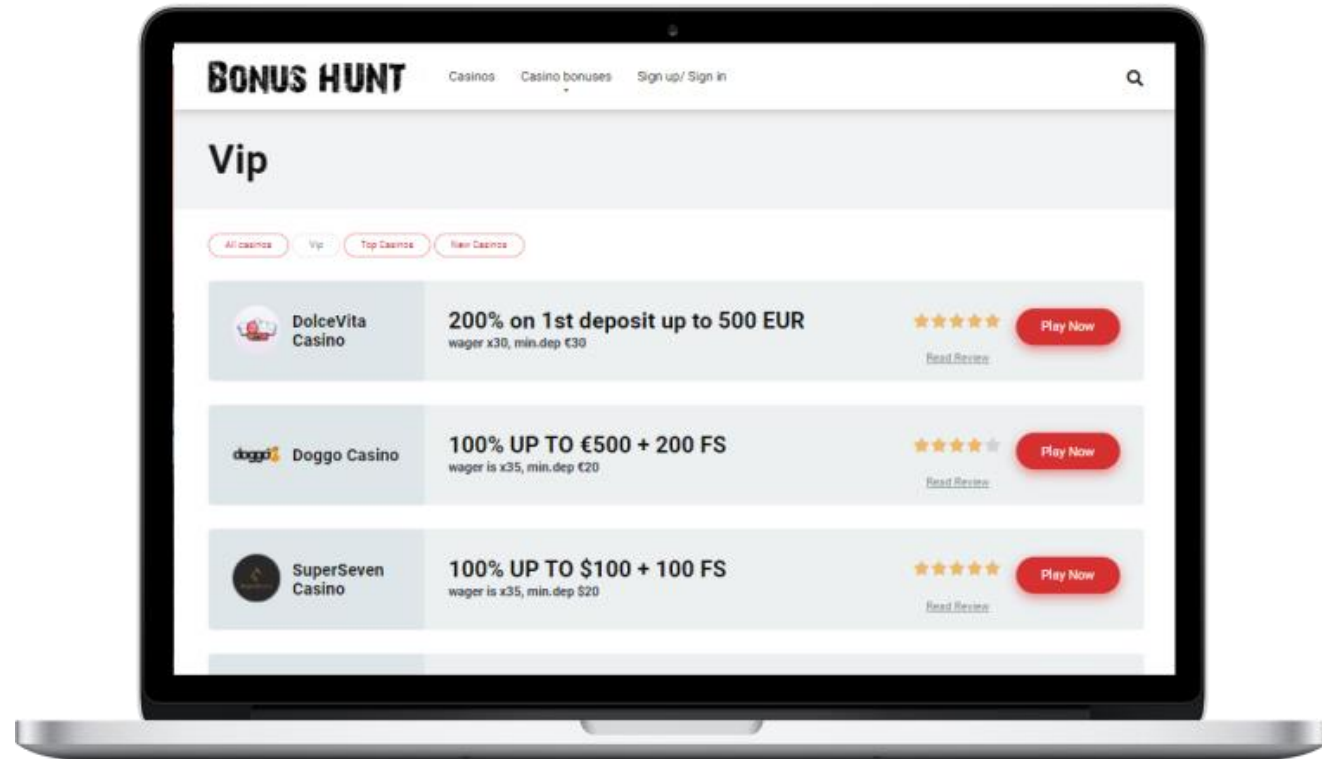 BONUS HUNT
Casinos Casino bonuses Sign up/ Sign in
Vip
All casinos Vip Top Casinos New Casinos
DolceVita
Casino
200% on 1st deposit up to 500 EUR
wager x30, min.dep €30
Play Now
Read Review
doggo
Doggo Casino
100% UP TO €500 + 200 FS
wager is x35, min.dep €20
Play Now
Read Review
SuperSeven
Casino
100% UP TO $100 + 100 FS
wager is x35, min.dep $20
Play Now
Read Review